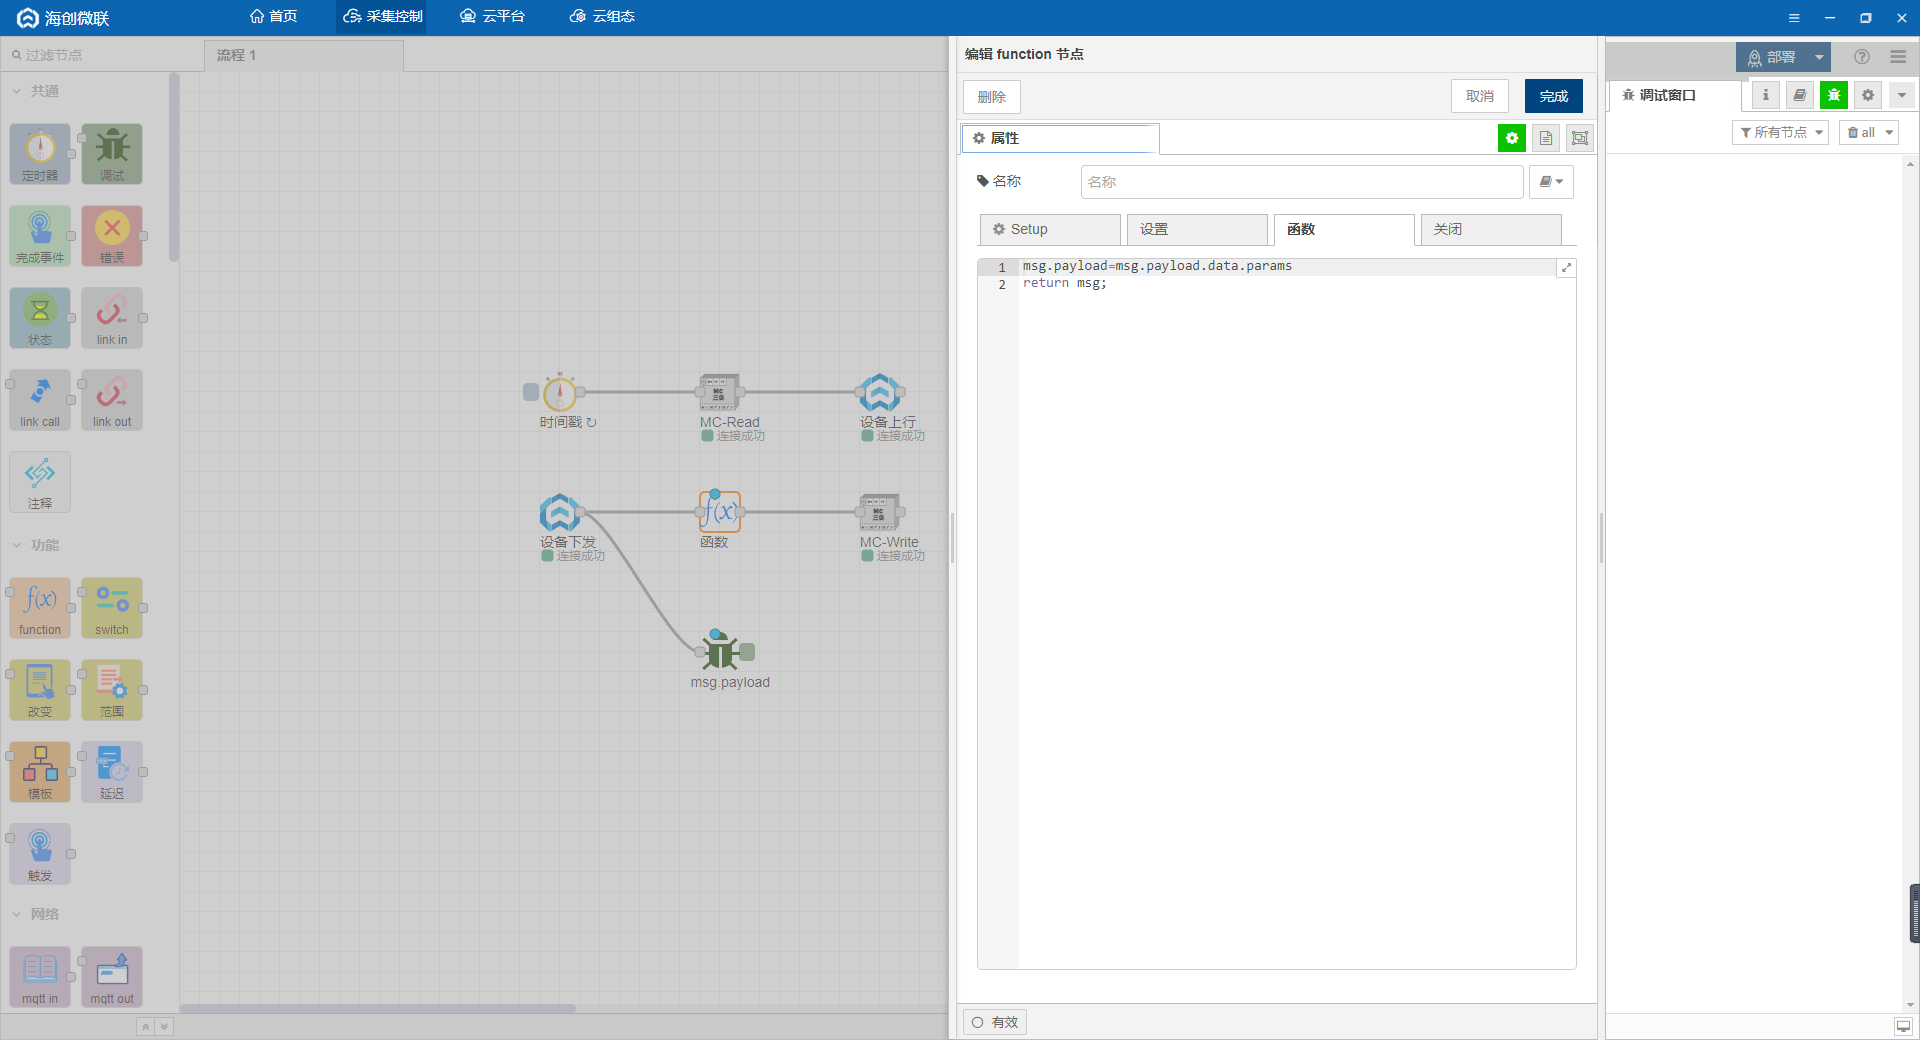 海创微联
首页
采集控制
云平台
云组态
过滤节点
流程 1
共通
定时器
调试
完成事件
错误
状态
link in
link call
link out
注释
功能
function
switch
改变
范围
模板
延迟
触发
网络
mqtt in
mqtt out
时间戳 ↻
MC-Read
连接成功
设备上行
连接成功
设备下发
连接成功
函数
MC-Write
连接成功
msg.payload
编辑 function 节点
删除
取消
完成
属性
名称
名称
Setup
设置
函数
关闭
1 msg.payload=msg.payload.data.params
2 return msg;
有效
部署
调试窗口
所有节点
all